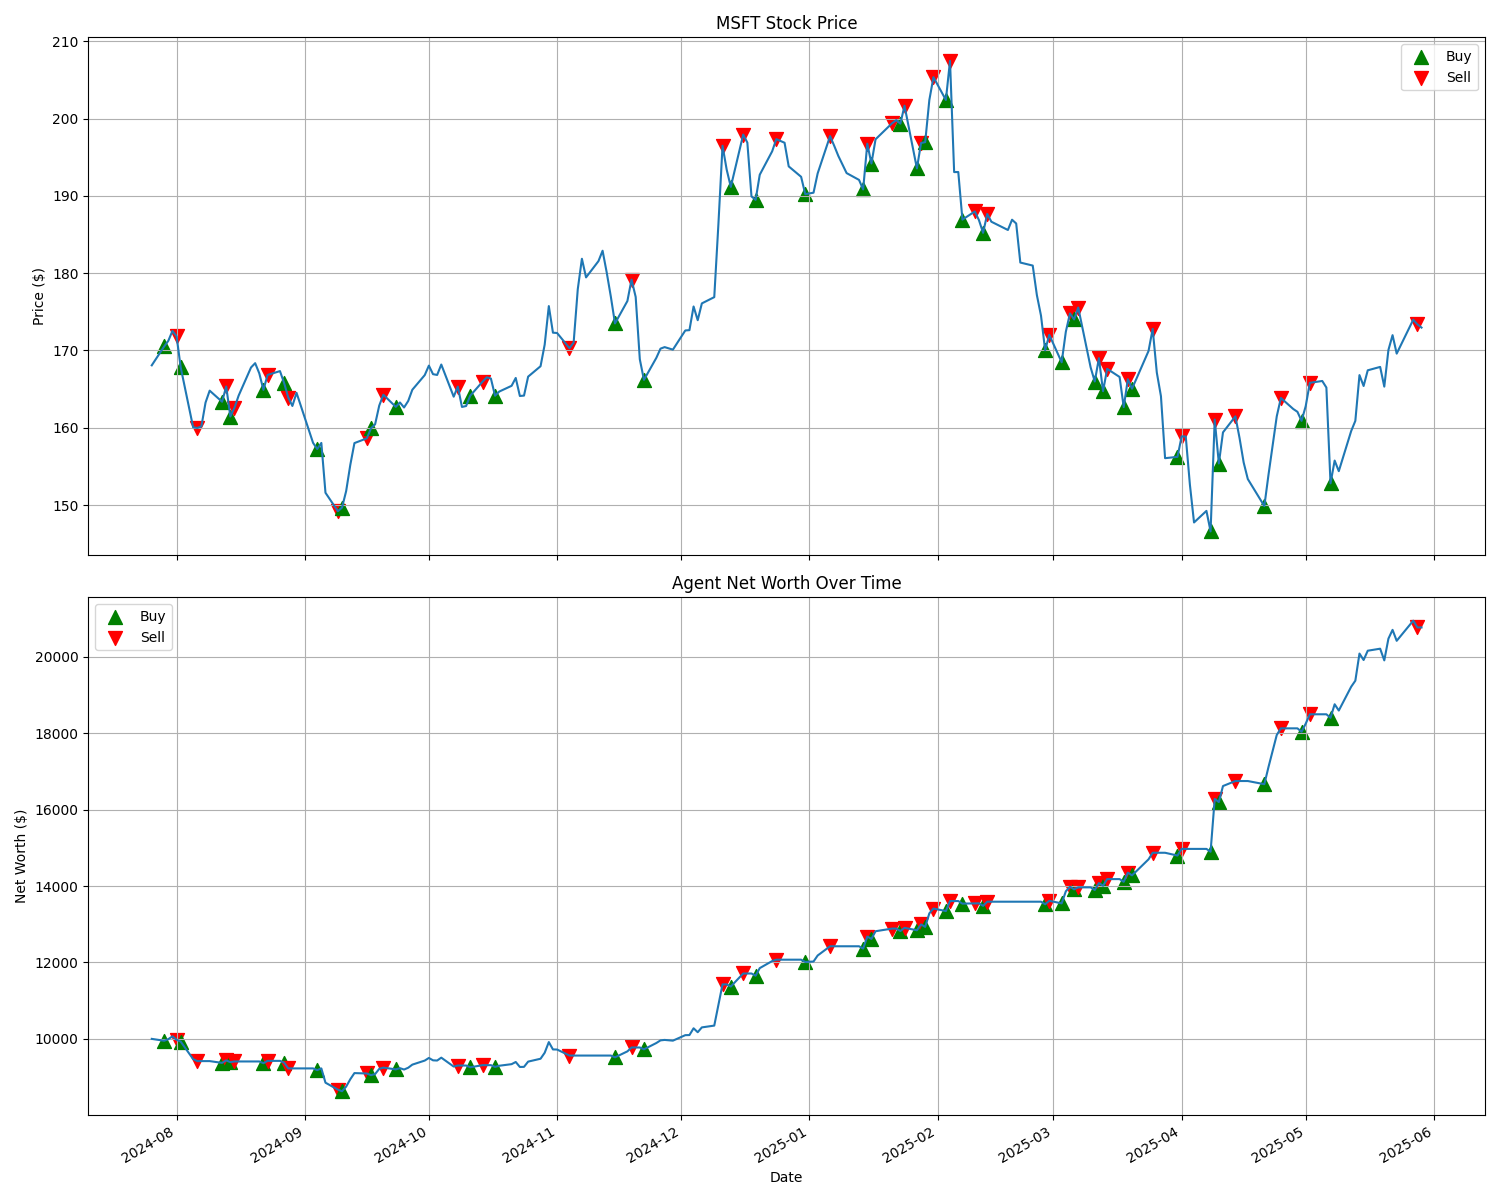 MSFT Stock Price
Price ($)
210
200
190
180
170
160
150
Buy
Sell
Agent Net Worth Over Time
Net Worth ($)
20000
18000
16000
14000
12000
10000
Buy
Sell
2024-08
2024-09
2024-10
2024-11
2024-12
2025-01
2025-02
2025-03
2025-04
2025-05
2025-06
Date